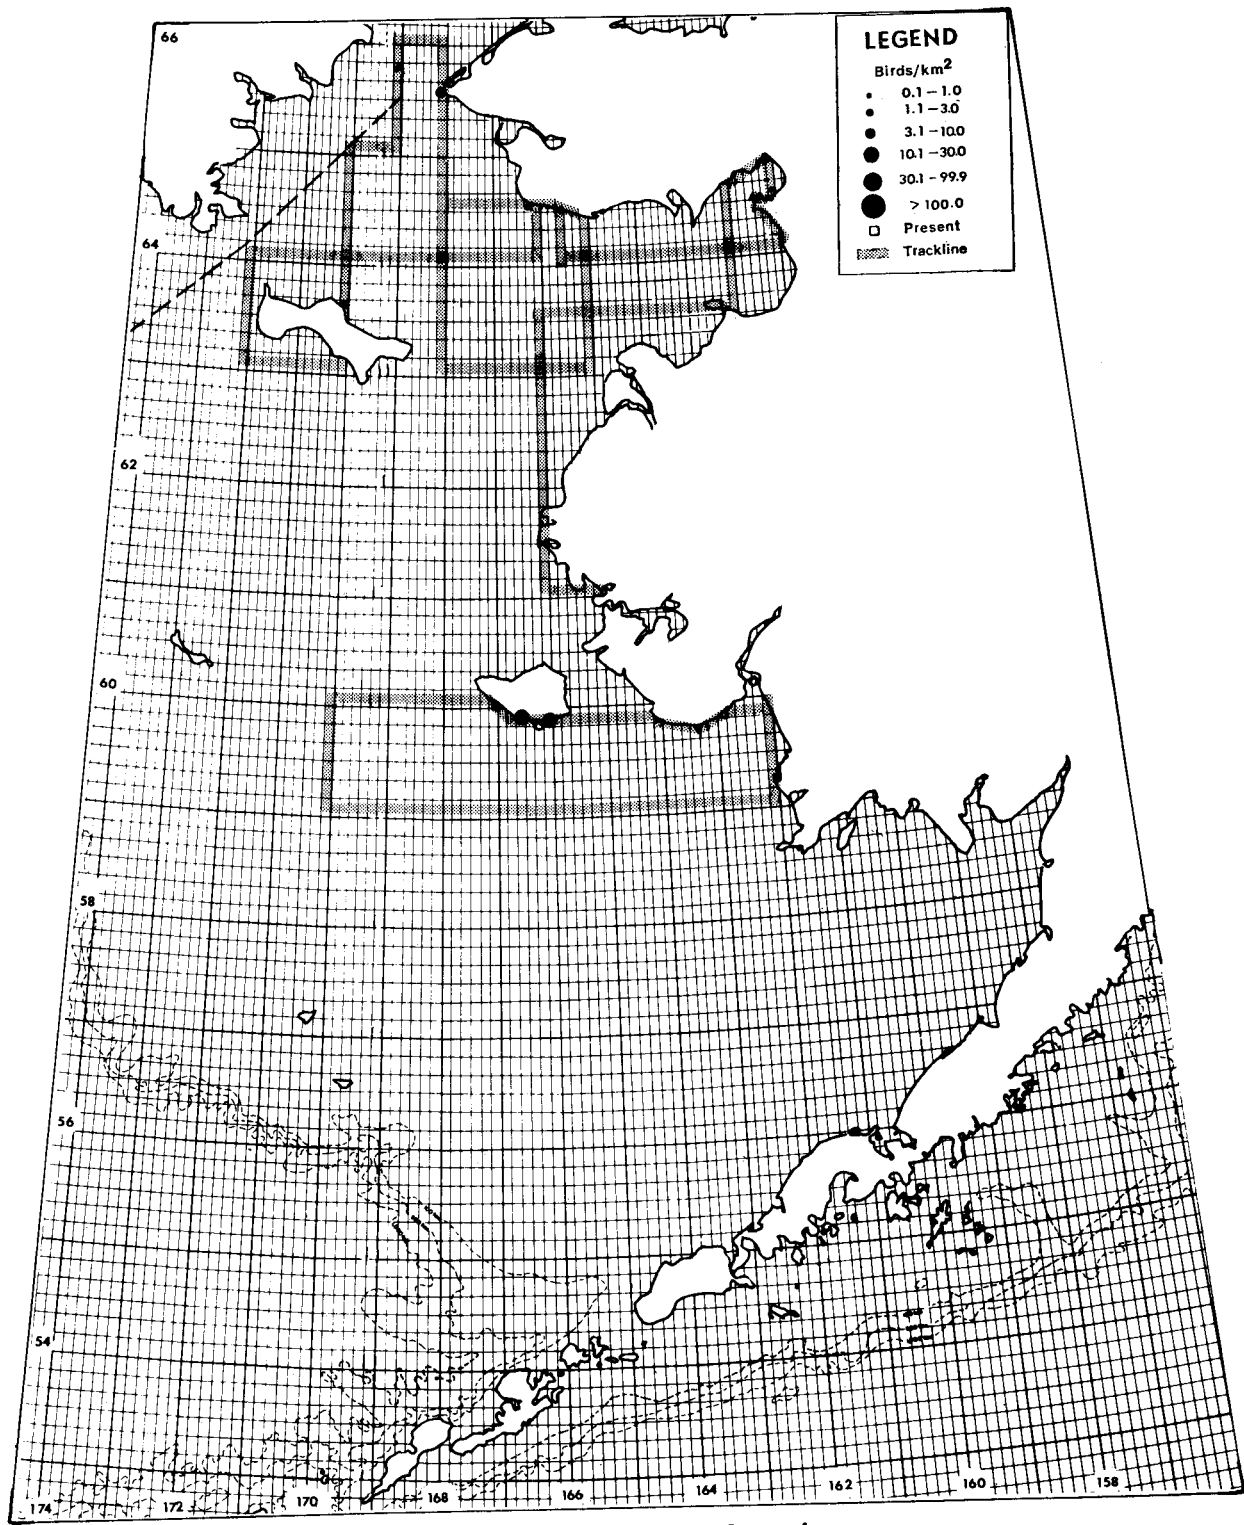 66
LEGEND
Birds/km2
0.1 – 1.0
1.1 – 3.0
3.1 – 10.0
10.1 – 30.0
30.1 – 99.9
> 100.0
Present
Trackline
64
62
60
58
56
54
174 172 170 168 166 164 162 160 158